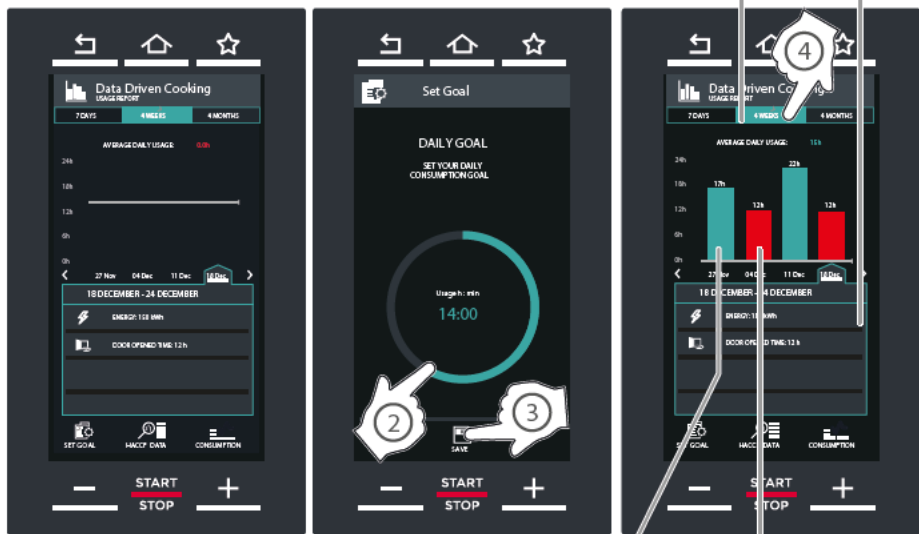 Data Driven Cooking
USAGE REPORT
7 DAYS 4 WEEKS 4 MONTHS
AVERAGE DAILY USAGE: 0.0h
24h
18h
12h
6h
0h
27 Nov 04 Dec 11 Dec 18 Dec
18 DECEMBER - 24 DECEMBER
ENERGY: 158 kWh
DOOR OPENED TIME: 12 h
SET GOAL HACCP DATA CONSUMPTION
START
STOP
Set Goal
DAILY GOAL
SET YOUR DAILY
CONSUMPTION GOAL
Usage h : min
14:00
2
3
SAVE
START
STOP
4
Data Driven
USAGE REPORT
7 DAYS 4 WEEKS 4 MONTHS
AVERAGE DAILY USAGE: 15h
24h
22h
18h
17h
12h
12h
12h
6h
0h
27 Nov 04 Dec 11 Dec 18 Dec
18 DECEMBER - 24 DECEMBER
ENERGY: kWh
DOOR OPENED TIME: 12 h
SET GOAL HACCP DATA CONSUMPTION
START
STOP